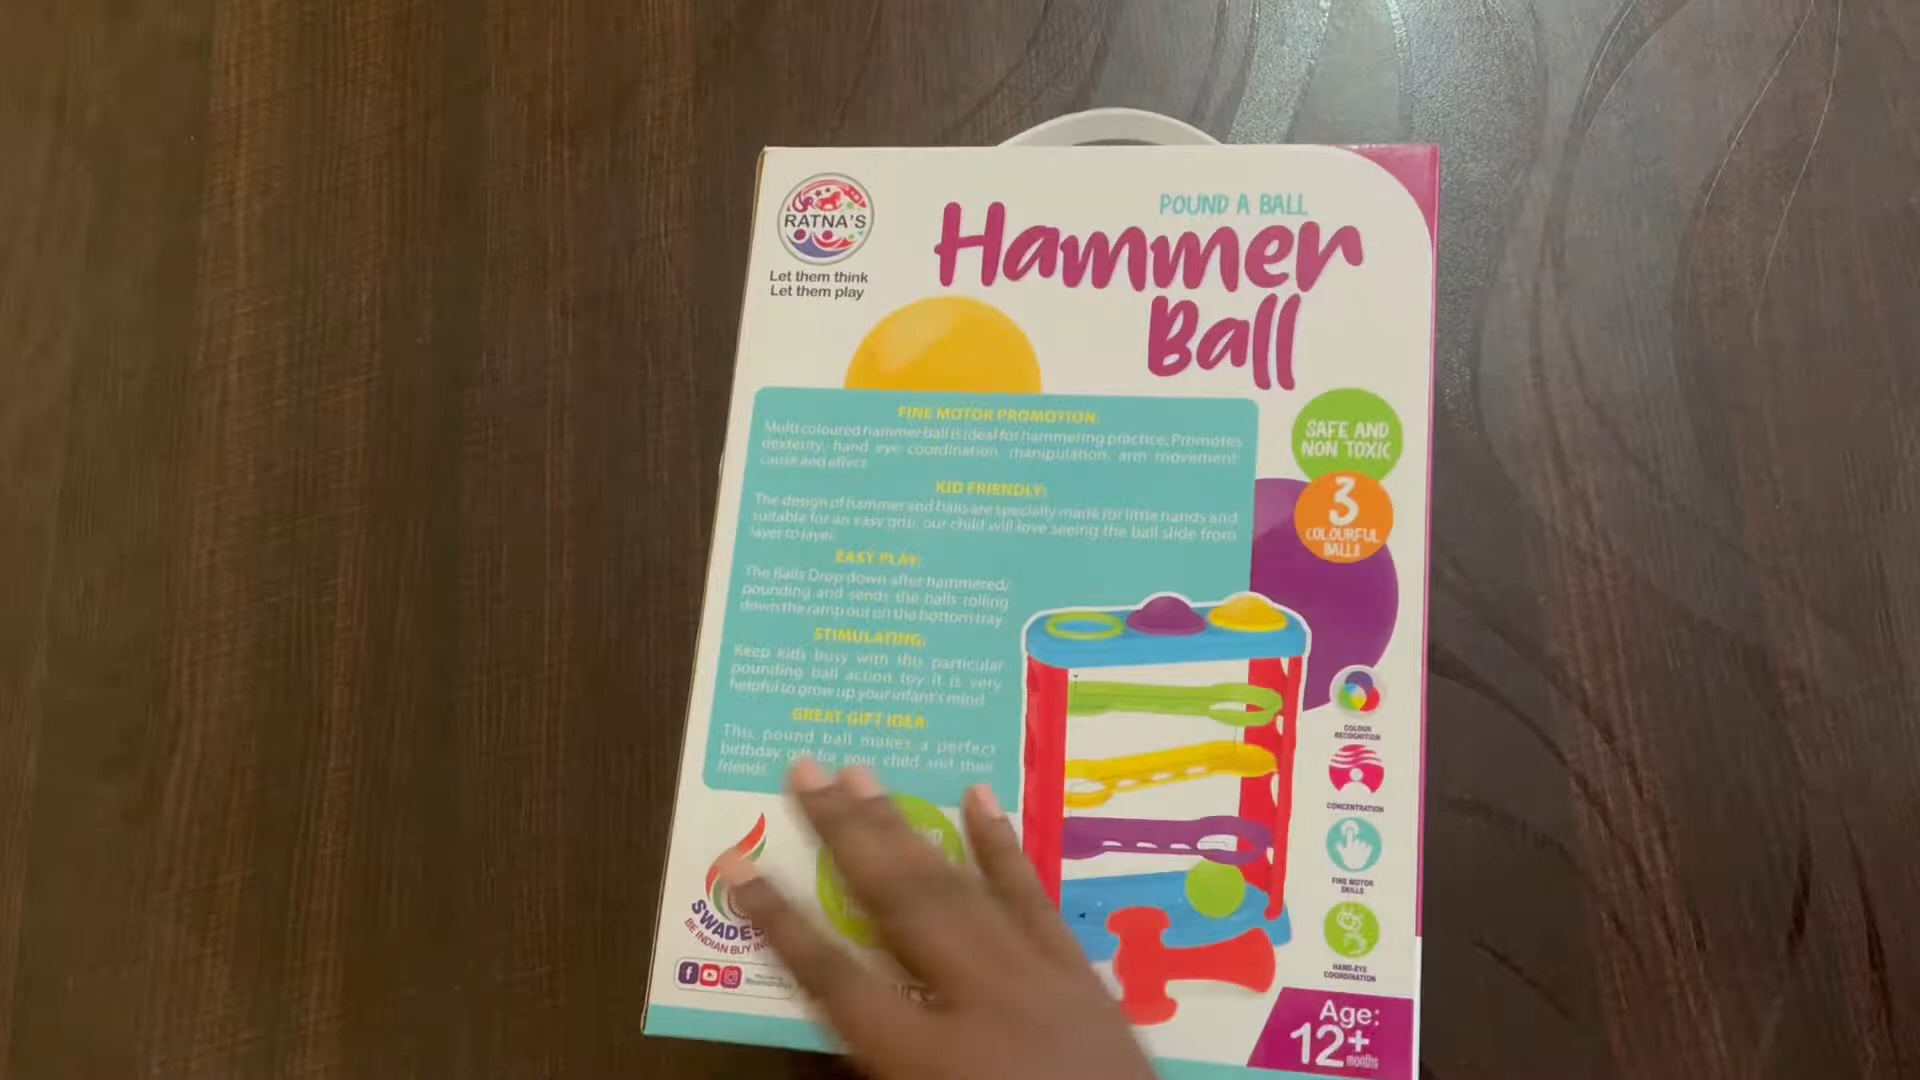 RATNA'S
Let them think
Let them play
POUND A BALL
Hammer
Ball
FINE MOTOR PROMOTION:
Multi coloured hammer ball is ideal for hammering practice. Promotes
dexterity, hand eye coordination, manipulation, arm movement
cause and effect.
KID FRIENDLY:
The design of hammer and balls are specially made for little hands and
suitable for an easy grip. our child will love seeing the ball slide from
layer to layer.
EASY PLAY:
The Balls Drop down after hammered/
pounding and sends the balls rolling
down the ramp out on the bottom tray.
STIMULATING:
Keep kids busy with this particular
pounding ball action toy it is very
helpful to grow up your infant's mind.
GREAT GIFT IDEA:
This pound ball makes a perfect
birthday gift for your child and their
friends.
SAFE AND
NON TOXIC
3
COLOURFUL
BALLS
COLOUR
RECOGNITION
CONCENTRATION
FINE MOTOR
SKILLS
HAND-EYE
COORDINATION
SWADES
BE INDIAN BUY IN
Age:
12+
months